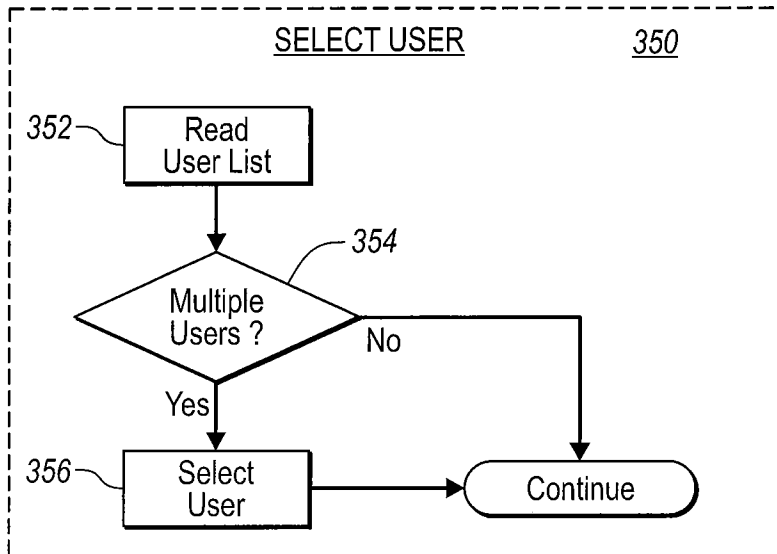 SELECT USER 350
352
Read
User List
354
Multiple
Users ?
No
Yes
356
Select
User
Continue